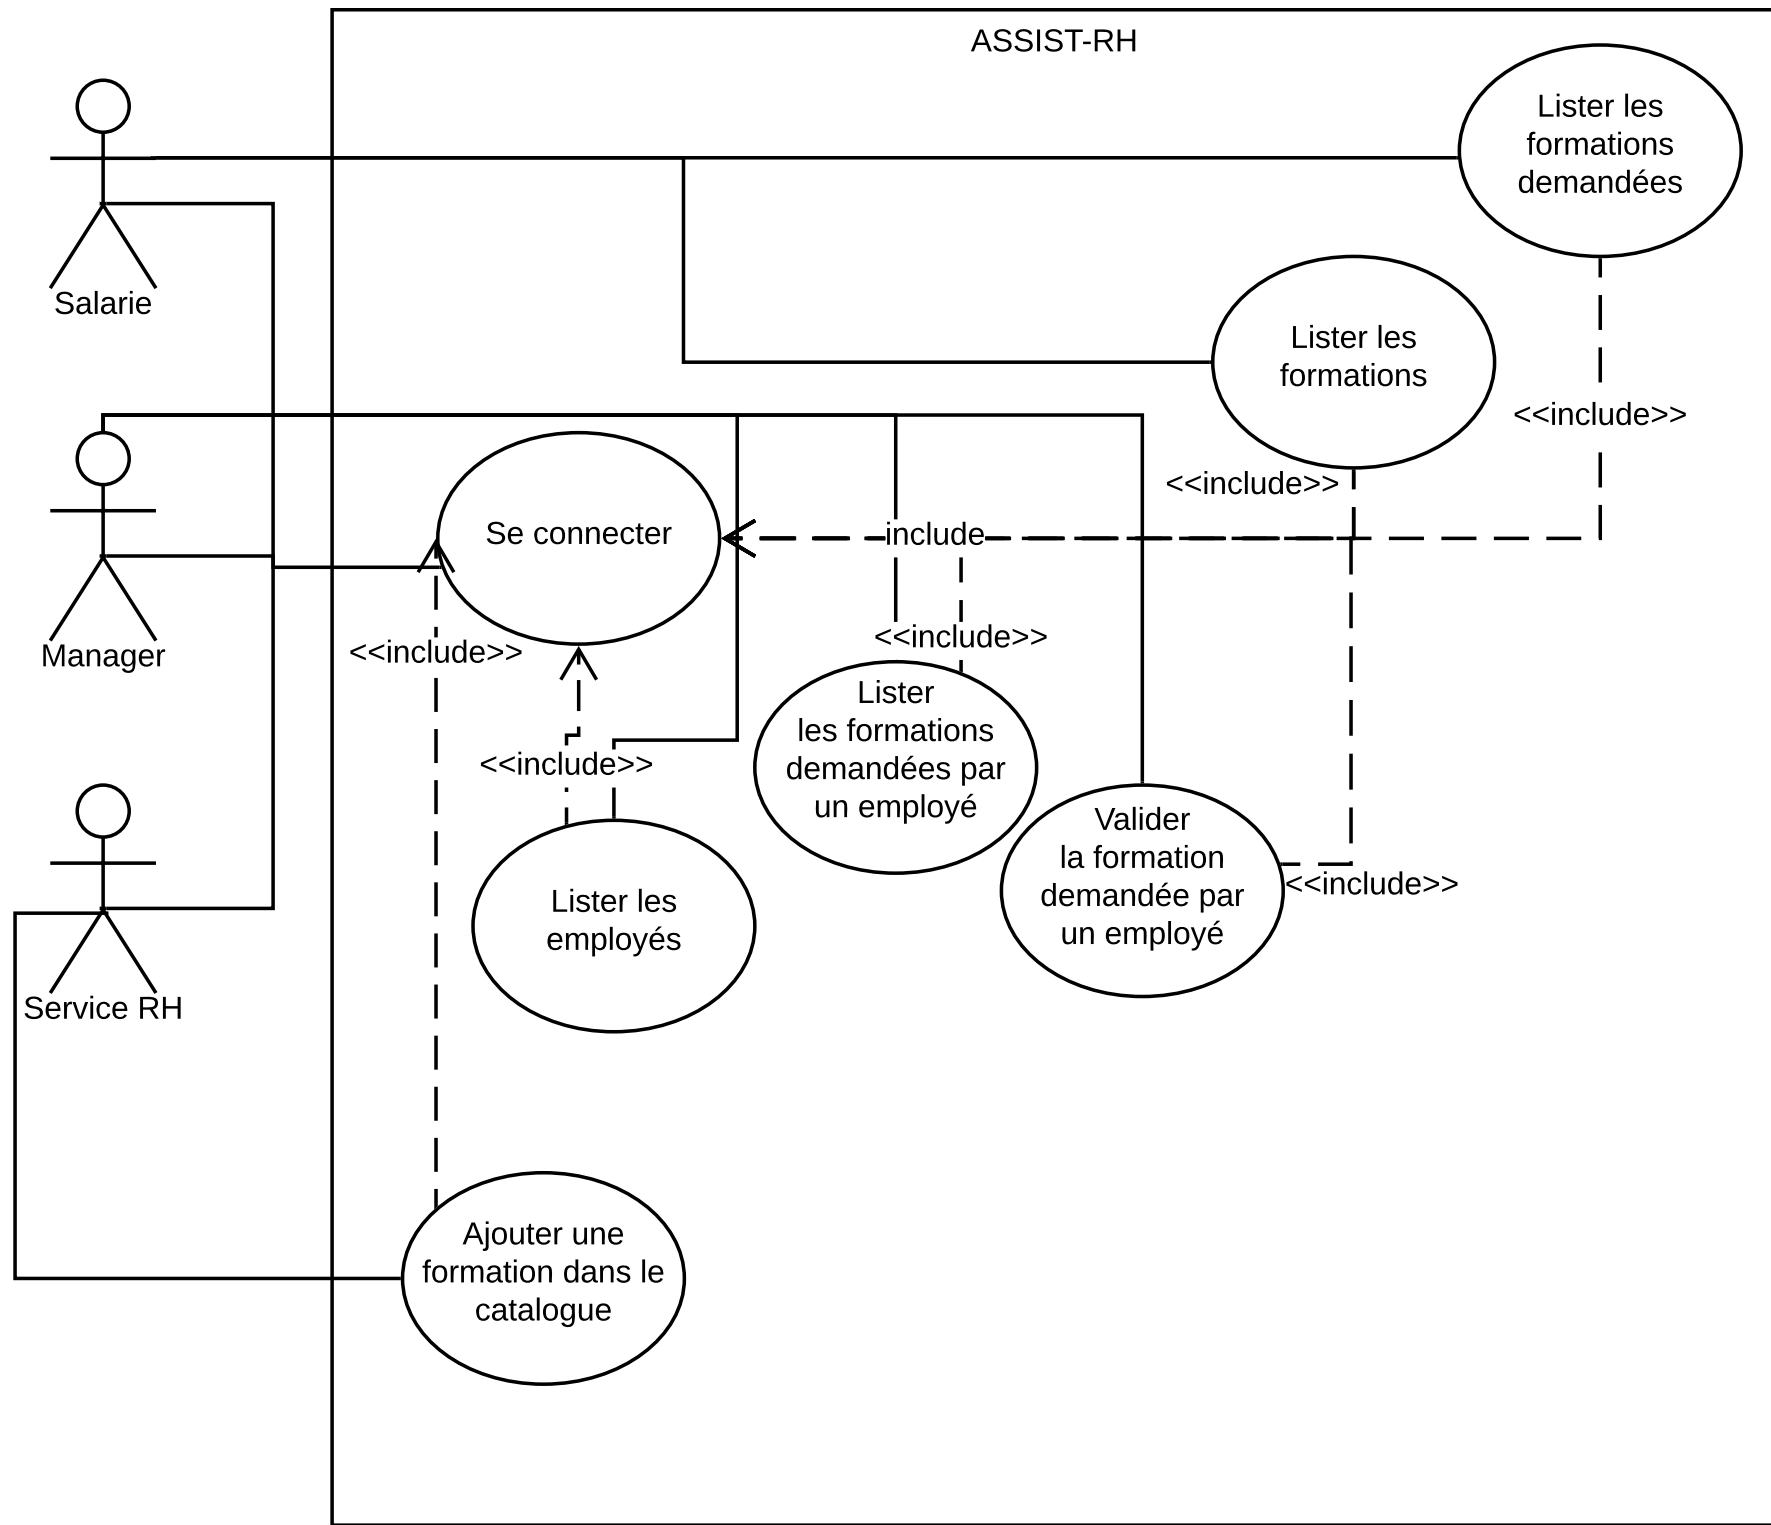 ASSIST-RH
Lister les
formations
demandées
Salarie
Lister les
formations
<<include>>
<<include>>
Se connecter
include
Manager
<<include>>
<<include>>
Lister
les formations
demandées par
un employé
<<include>>
Valider
la formation
demandée par
un employé
<<include>>
Lister les
employés
Service RH
Ajouter une
formation dans le
catalogue